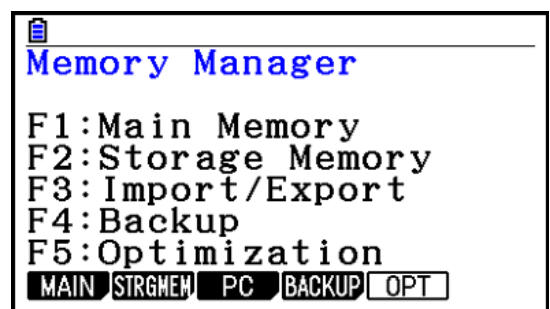 Memory Manager
F1:Main Memory
F2:Storage Memory
F3:Import/Export
F4:Backup
F5:Optimization
MAIN STRGMEM PC BACKUP OPT